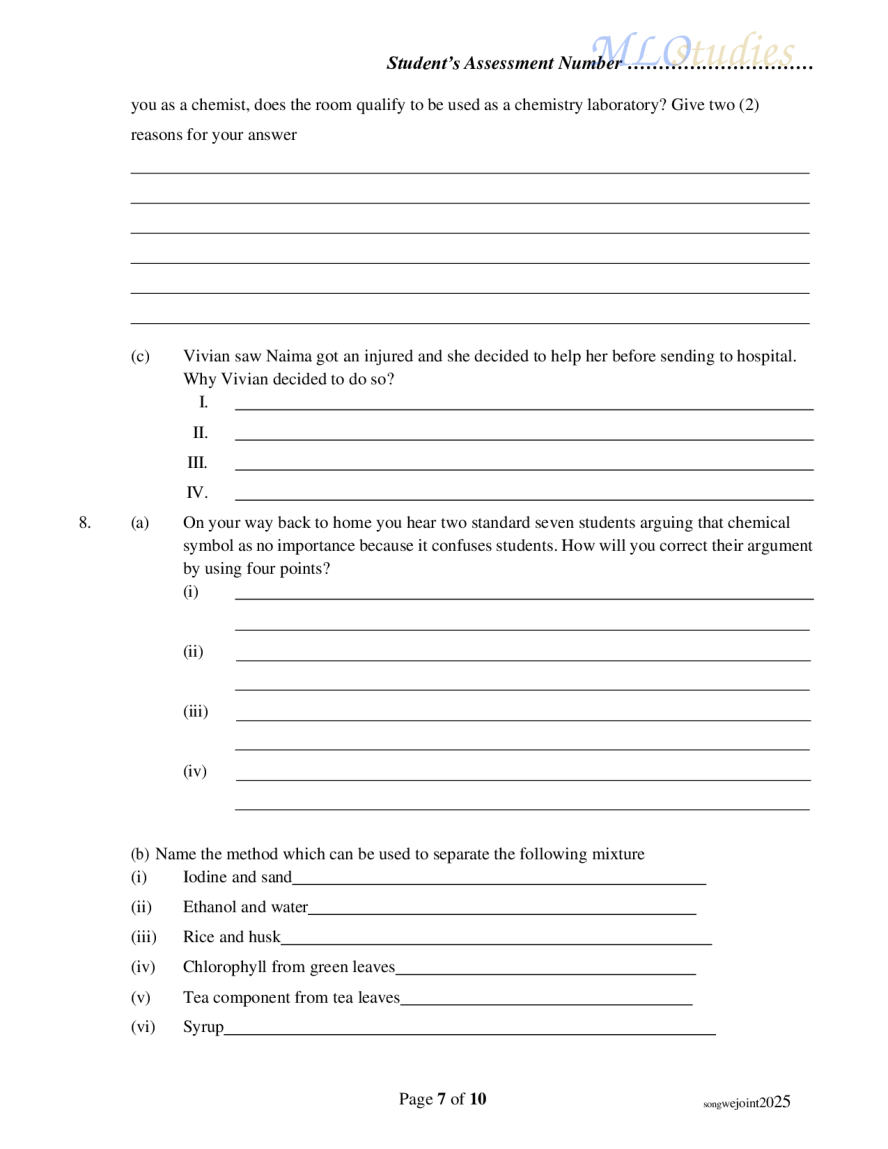 MLOstudies
Student's Assessment Number ................................
you as a chemist, does the room qualify to be used as a chemistry laboratory? Give two (2)
reasons for your answer
(c) Vivian saw Naima got an injured and she decided to help her before sending to hospital.
Why Vivian decided to do so?
I.
II.
III.
IV.
8. (a) On your way back to home you hear two standard seven students arguing that chemical
symbol as no importance because it confuses students. How will you correct their argument
by using four points?
(i)
(ii)
(iii)
(iv)
(b) Name the method which can be used to separate the following mixture
(i) Iodine and sand
(ii) Ethanol and water
(iii) Rice and husk
(iv) Chlorophyll from green leaves
(v) Tea component from tea leaves
(vi) Syrup
Page 7 of 10
songwejoint2025